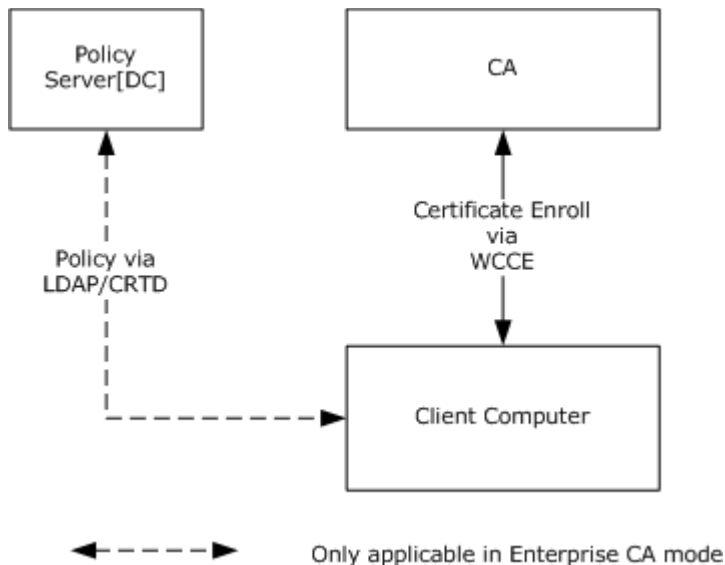 Policy
Server[DC]
CA
Certificate Enroll
via
WCCE
Policy via
LDAP/CRTD
Client Computer
Only applicable in Enterprise CA mode